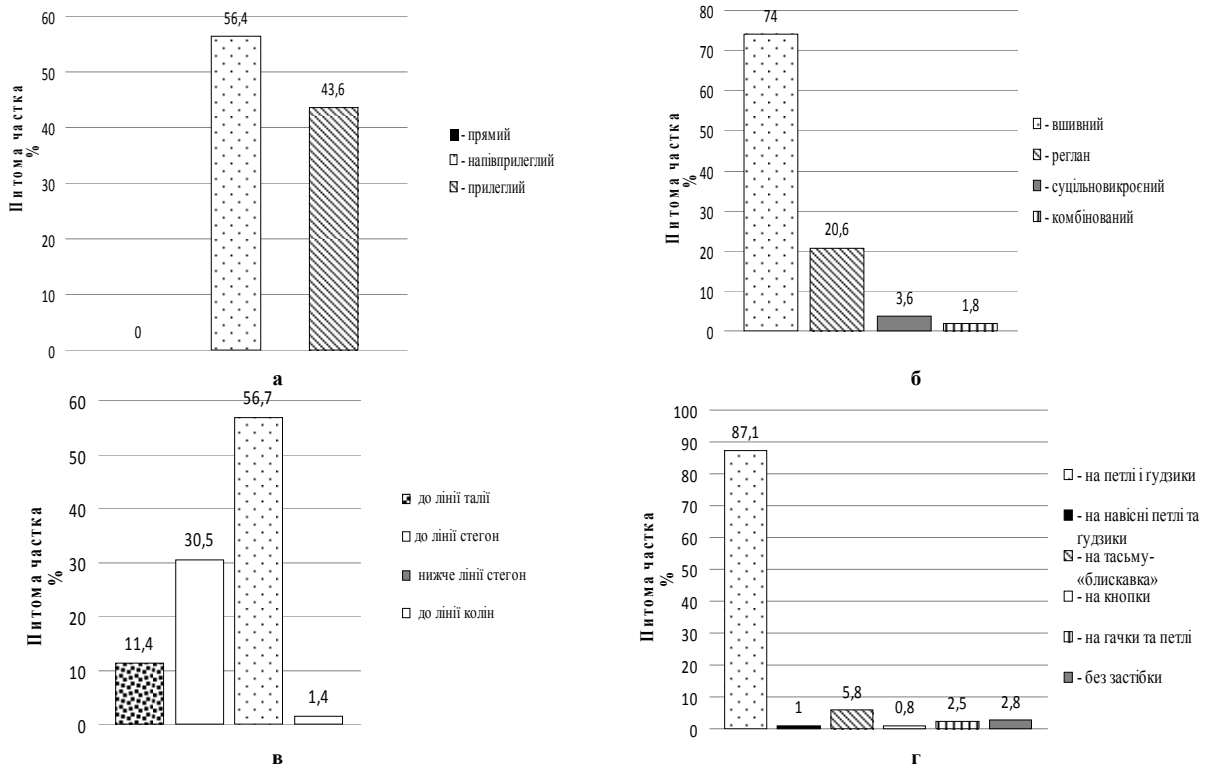 Питома частка
%
60
50
40
30
20
10
0
0
56,4
43,6
- прямий
- напівприлеглий
- прилеглий
а
Питома частка
%
80
70
60
50
40
30
20
10
0
74
20,6
3,6
1,8
- вшивний
- реглан
- суцільновикроєний
- комбінований
б
Питома частка
%
60
50
40
30
20
10
0
11,4
30,5
56,7
1,4
до лінії талії
до лінії стегон
нижче лінії стегон
до лінії колін
в
Питома частка
%
100
90
80
70
60
50
40
30
20
10
0
87,1
1
5,8
0,8
2,5
2,8
- на петлі і ґудзики
- на навісні петлі та
ґудзики
- на тасьму-
«блискавка»
- на кнопки
- на гачки та петлі
- без застібки
г